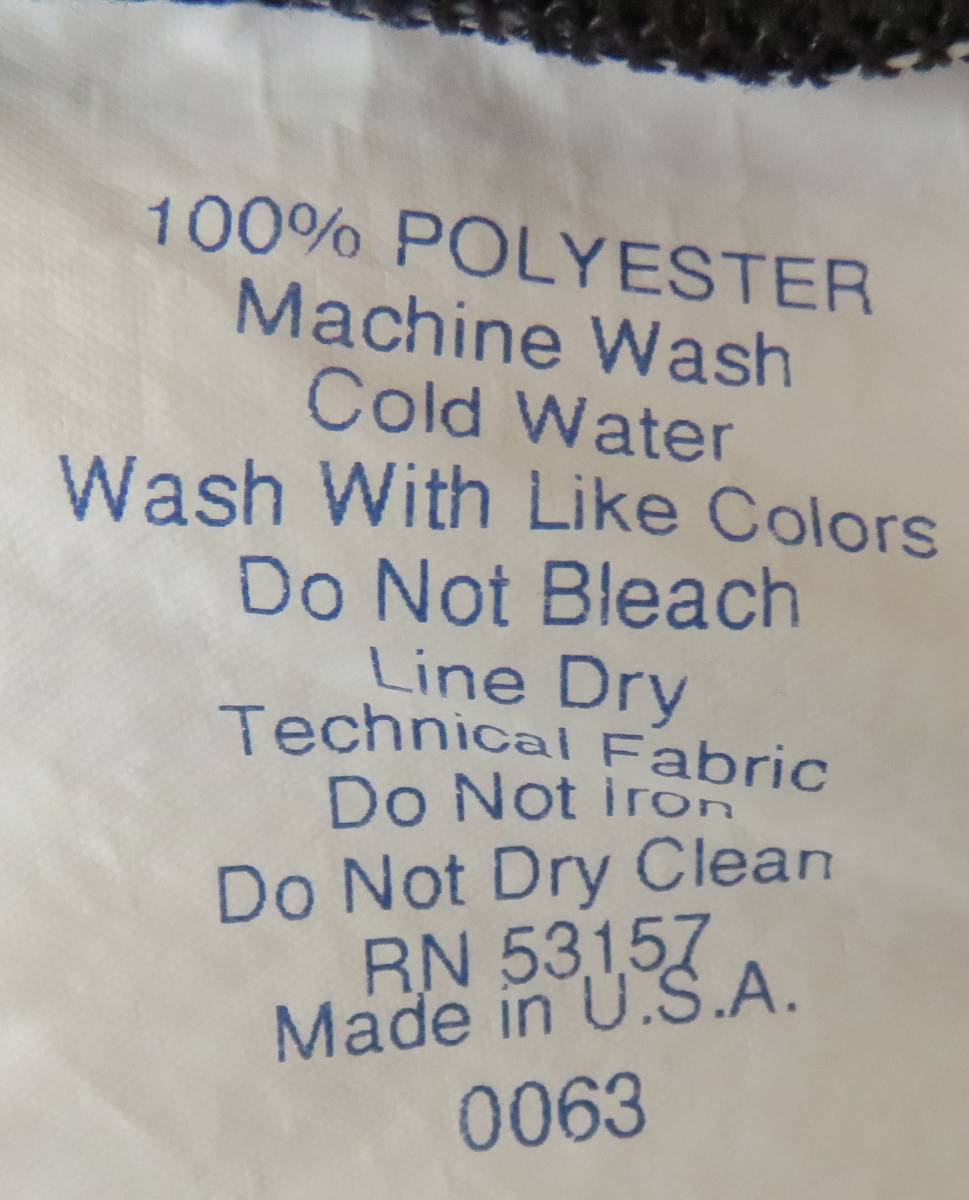 100% POLYESTER
Machine Wash
Cold Water
Wash With Like Colors
Do Not Bleach
Line Dry
Technical Fabric
Do Not Iron
Do Not Dry Clean
RN 53157
Made in U.S.A.
0063